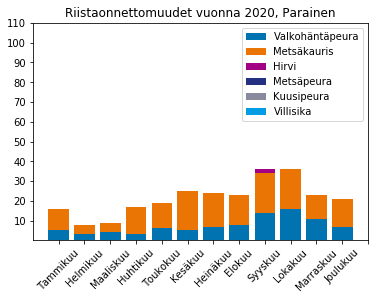 Riistaonnettomuudet vuonna 2020, Parainen
110
100
90
80
70
60
50
40
30
20
10
Valkohäntäpeura
Metsäkauris
Hirvi
Metsäpeura
Kuusipeura
Villisika
Tammikuu
Helmikuu
Maaliskuu
Huhtikuu
Toukokuu
Kesäkuu
Heinäkuu
Elokuu
Syyskuu
Lokakuu
Marraskuu
Joulukuu